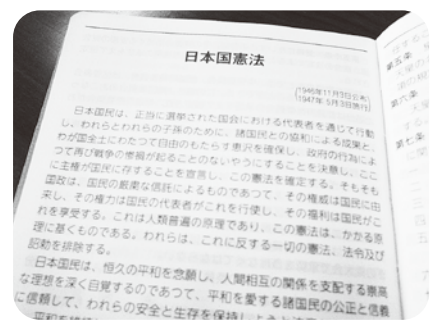 日本国憲法
1946年11月3日公布
1947年 5月3日施行
日本国民は、正当に選挙された国会における代表者を通じて行動
し、われらとわれらの子孫のために、諸国民との協和による成果と、
わが国全土にわたつて自由のもたらす恵沢を確保し、政府の行為によ
つて再び戦争の惨禍が起ることのないやうにすることを決意し、ここ
に主権が国民に存することを宣言し、この憲法を確定する。そもそも
国政は、国民の厳粛な信託によるものであつて、その権威は国民に由
来し、その権力は国民の代表者がこれを行使し、その福利は国民がこ
れを享受する。これは人類普遍の原理であり、この憲法は、かかる原
理に基くものである。われらは、これに反する一切の憲法、法令及び
詔勅を排除する。
日本国民は、恒久の平和を念願し、人間相互の関係を支配する崇高
な理想を深く自覚するのであつて、平和を愛する諸国民の公正と信義
に信頼して、われらの安全と生存を保持しようと
第五条
第六条
第七条